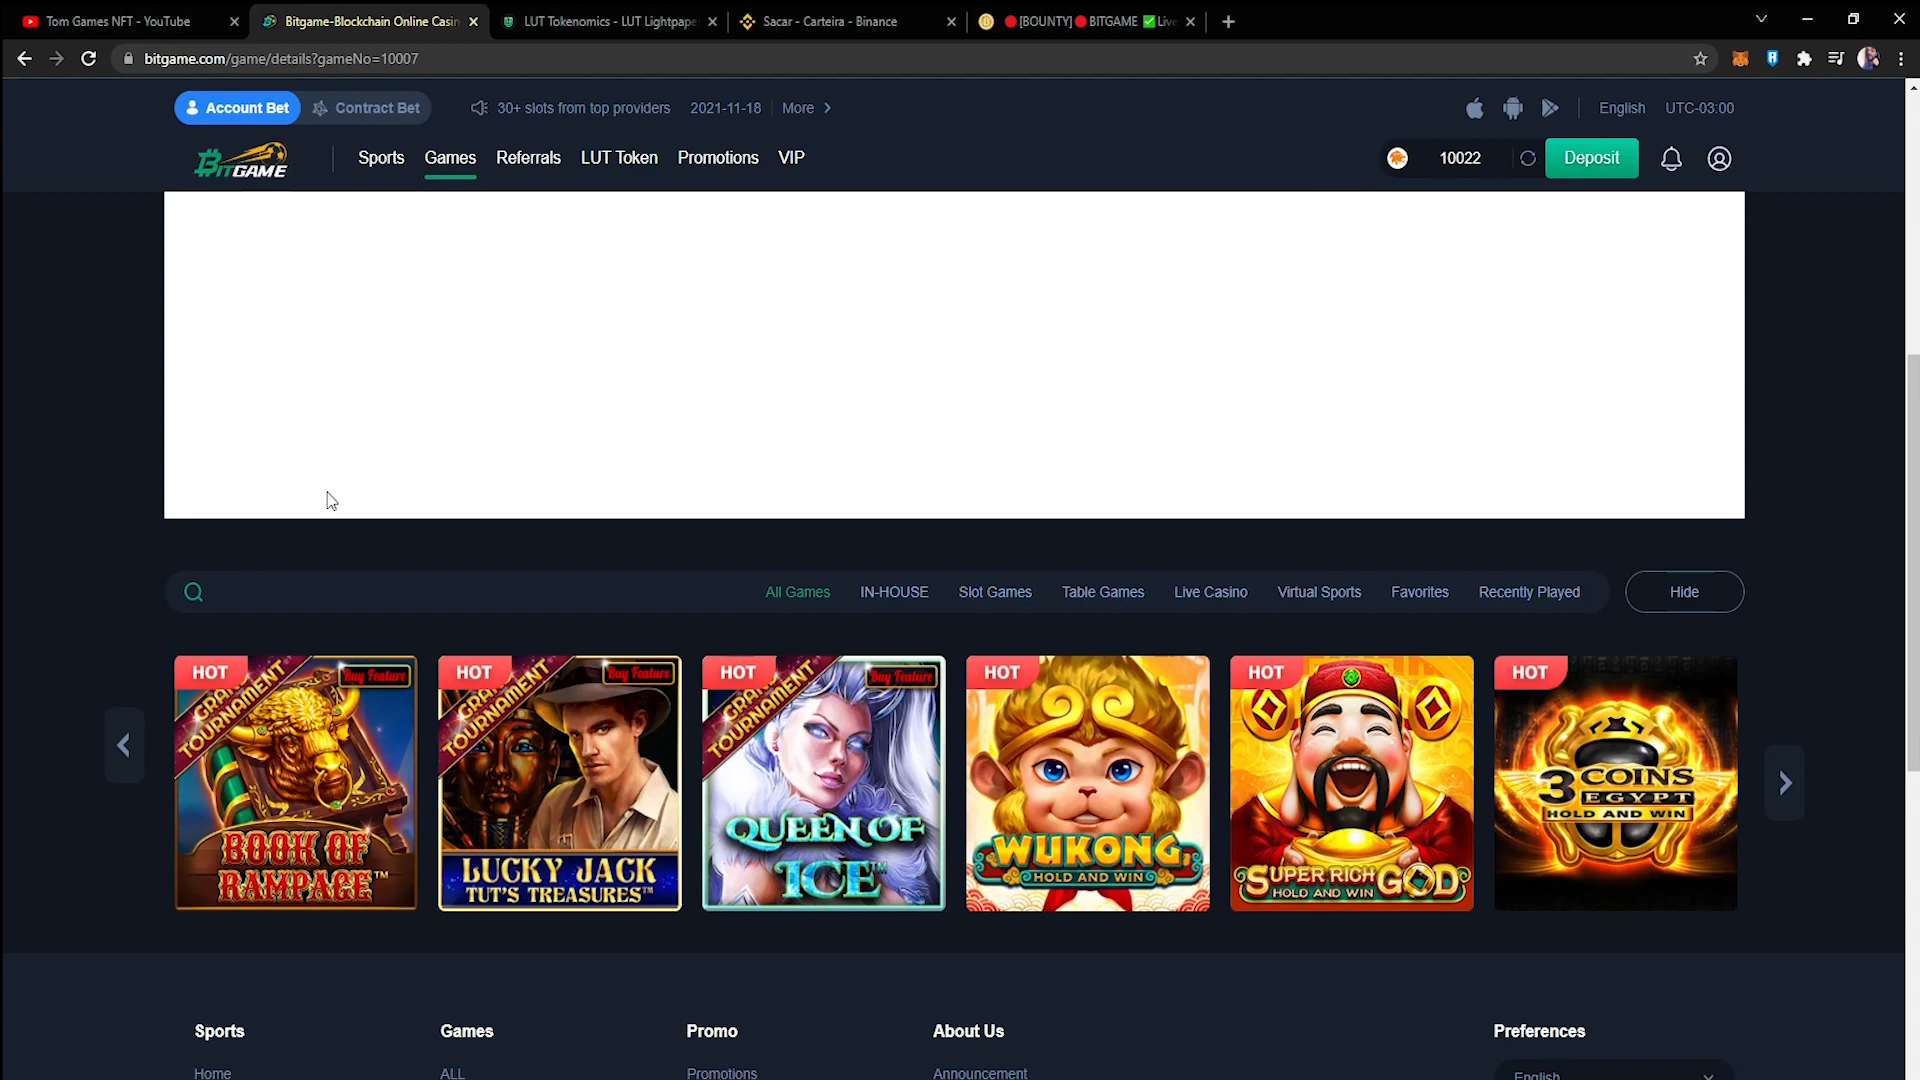 Tom Games NFT - YouTube
Bitgame-Blockchain Online Casin
LUT Tokenomics - LUT Lightpape
Sacar - Carteira - Binance
🔴[BOUNTY]🔴BITGAME ✅Live
bitgame.com/game/details?gameNo=10007
Account Bet
Contract Bet
30+ slots from top providers 2021-11-18 More
English UTC-03:00
BITGAME
Sports Games Referrals LUT Token Promotions VIP
10022
Deposit
All Games IN-HOUSE Slot Games Table Games Live Casino Virtual Sports Favorites Recently Played
Hide
HOT
TOURNAMENT
Buy Feature
BOOK OF
RAMPAGE™
HOT
TOURNAMENT
Buy Feature
LUCKY JACK
TUT'S TREASURES™
HOT
TOURNAMENT
Buy Feature
QUEEN OF
ICE™
HOT
WUKONG
HOLD AND WIN
HOT
SUPER RICH GOD
HOLD AND WIN
HOT
3 COINS
EGYPT
HOLD AND WIN
Sports
Home
Games
ALL
Promo
Promotions
About Us
Announcement
Preferences
English